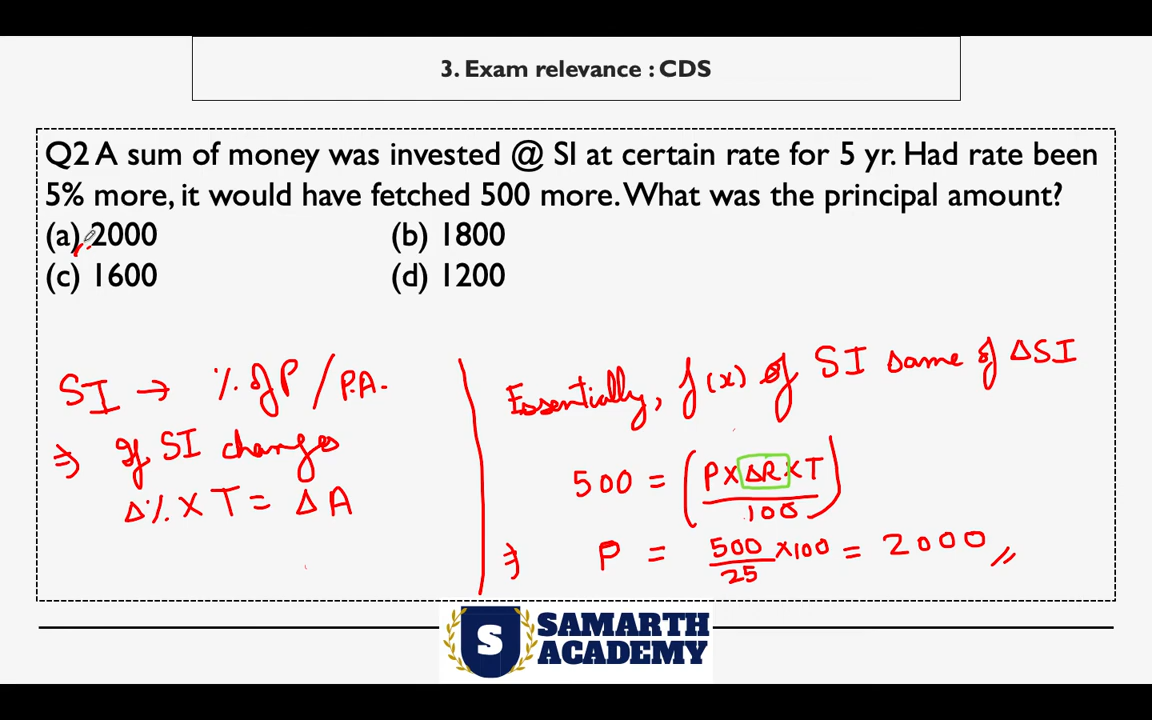 3. Exam relevance : CDS
Q2 A sum of money was invested @ SI at certain rate for 5 yr. Had rate been
5% more, it would have fetched 500 more. What was the principal amount?
(a) 2000 (b) 1800
(c) 1600 (d) 1200
SI → % of P / P.A.
⇒ If SI changes
Δ% × T = Δ A
Essentially, f(x) of SI same of ΔSI
500 = (P × ΔR × T / 100)
⇒ P = 500/25 × 100 = 2000 //
S SAMARTH
ACADEMY